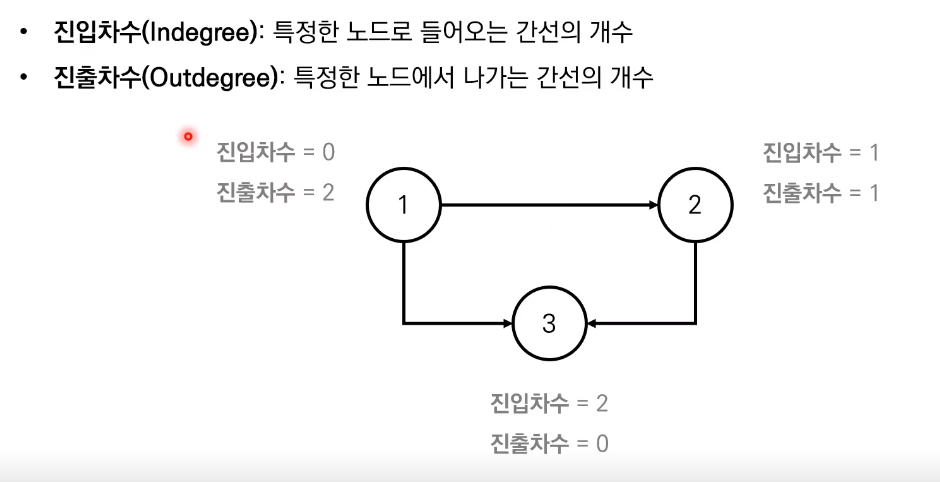 • 진입차수(Indegree): 특정한 노드로 들어오는 간선의 개수
• 진출차수(Outdegree): 특정한 노드에서 나가는 간선의 개수
진입차수 = 0
진출차수 = 2
진입차수 = 1
진출차수 = 1
1
2
3
진입차수 = 2
진출차수 = 0